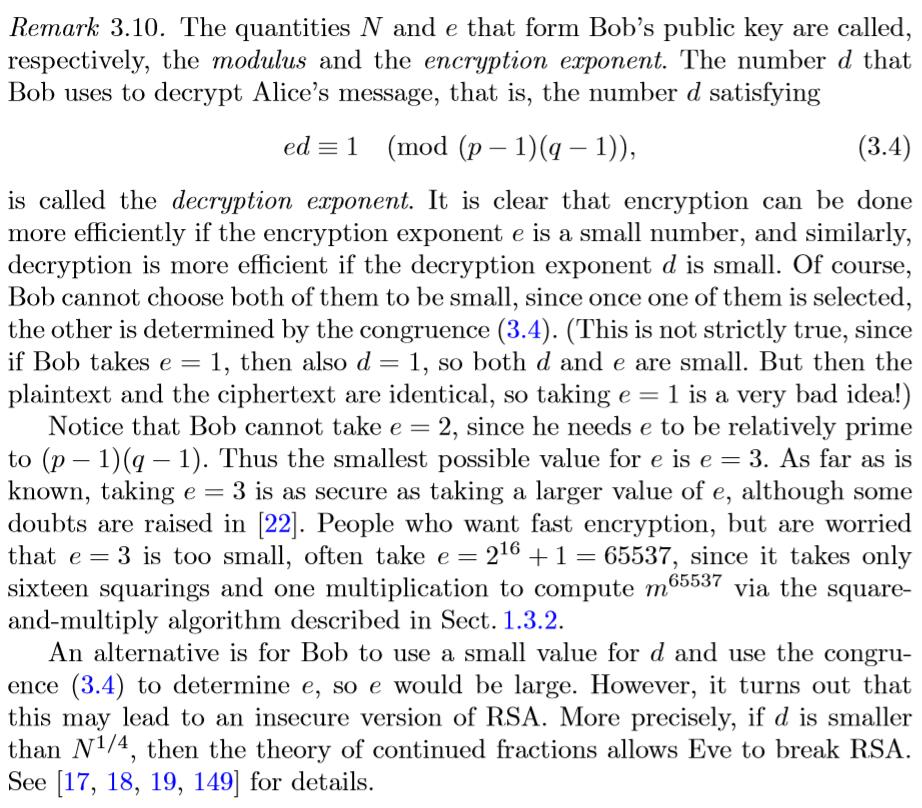 Remark 3.10. The quantities N and e that form Bob's public key are called,
respectively, the modulus and the encryption exponent. The number d that
Bob uses to decrypt Alice's message, that is, the number d satisfying
ed ≡ 1 (mod (p − 1)(q − 1)), (3.4)
is called the decryption exponent. It is clear that encryption can be done
more efficiently if the encryption exponent e is a small number, and similarly,
decryption is more efficient if the decryption exponent d is small. Of course,
Bob cannot choose both of them to be small, since once one of them is selected,
the other is determined by the congruence (3.4). (This is not strictly true, since
if Bob takes e = 1, then also d = 1, so both d and e are small. But then the
plaintext and the ciphertext are identical, so taking e = 1 is a very bad idea!)
Notice that Bob cannot take e = 2, since he needs e to be relatively prime
to (p − 1)(q − 1). Thus the smallest possible value for e is e = 3. As far as is
known, taking e = 3 is as secure as taking a larger value of e, although some
doubts are raised in [22]. People who want fast encryption, but are worried
that e = 3 is too small, often take e = 2¹⁶ + 1 = 65537, since it takes only
sixteen squarings and one multiplication to compute m⁶⁵⁵³⁷ via the square-
and-multiply algorithm described in Sect. 1.3.2.
An alternative is for Bob to use a small value for d and use the congru-
ence (3.4) to determine e, so e would be large. However, it turns out that
this may lead to an insecure version of RSA. More precisely, if d is smaller
than N¹/⁴, then the theory of continued fractions allows Eve to break RSA.
See [17, 18, 19, 149] for details.